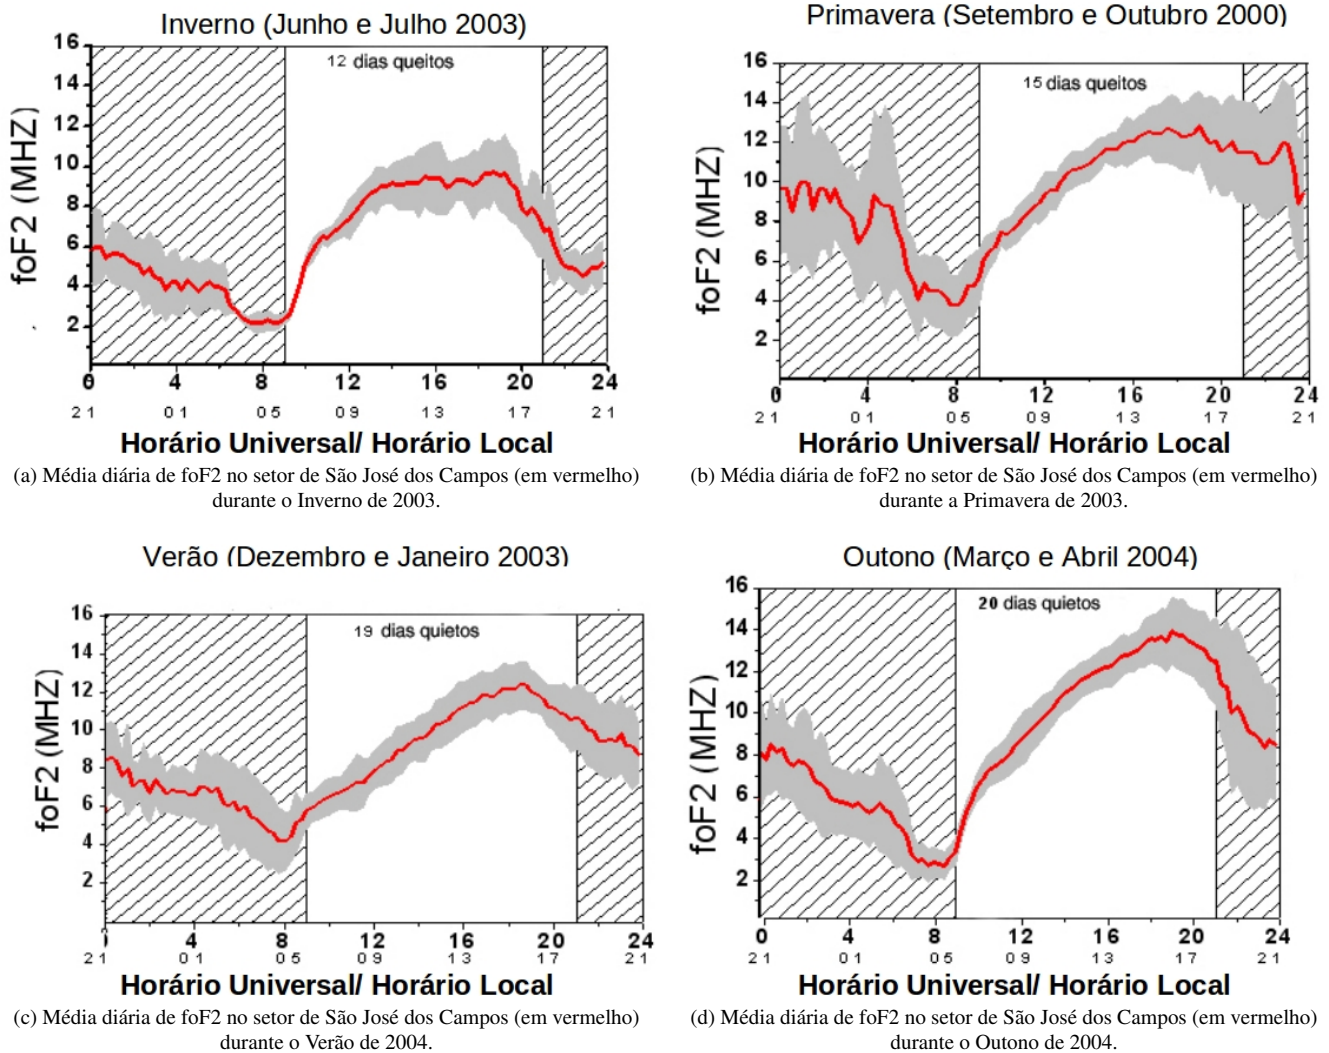 Inverno (Junho e Julho 2003)
12 dias queitos
foF2 (MHZ)
16
14
12
10
8
6
4
2
0 4 8 12 16 20 24
21 01 05 09 13 17 21
Horário Universal/ Horário Local
(a) Média diária de foF2 no setor de São José dos Campos (em vermelho)
durante o Inverno de 2003.
Primavera (Setembro e Outubro 2000)
15 dias queitos
foF2 (MHZ)
16
14
12
10
8
6
4
2
0 4 8 12 16 20 24
21 01 05 09 13 17 21
Horário Universal/ Horário Local
(b) Média diária de foF2 no setor de São José dos Campos (em vermelho)
durante a Primavera de 2003.
Verão (Dezembro e Janeiro 2003)
19 dias quietos
foF2 (MHZ)
16
14
12
10
8
6
4
2
4 8 12 16 20 24
21 01 05 09 13 17 21
Horário Universal/ Horário Local
(c) Média diária de foF2 no setor de São José dos Campos (em vermelho)
durante o Verão de 2004.
Outono (Março e Abril 2004)
20 dias quietos
foF2 (MHZ)
16
14
12
10
8
6
4
2
0 4 8 12 16 20 24
21 01 05 09 13 17 21
Horário Universal/ Horário Local
(d) Média diária de foF2 no setor de São José dos Campos (em vermelho)
durante o Outono de 2004.